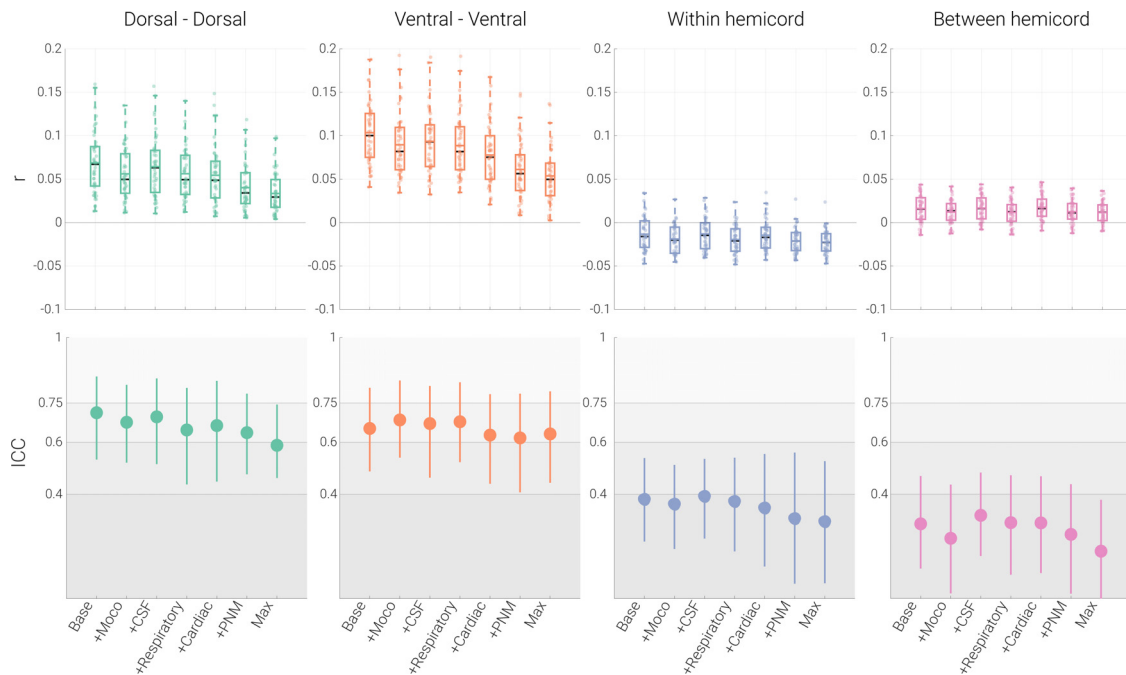 Dorsal - Dorsal
Ventral - Ventral
Within hemicord
Between hemicord
r
0.2
0.15
0.1
0.05
0
-0.05
-0.1
0.2
0.15
0.1
0.05
0
-0.05
-0.1
0.2
0.15
0.1
0.05
0
-0.05
-0.1
0.2
0.15
0.1
0.05
0
-0.05
-0.1
ICC
1
0.75
0.6
0.4
1
0.75
0.6
0.4
1
0.75
0.6
0.4
1
0.75
0.6
0.4
Base
+Moco
+CSF
+Respiratory
+Cardiac
+PNM
Max
Base
+Moco
+CSF
+Respiratory
+Cardiac
+PNM
Max
Base
+Moco
+CSF
+Respiratory
+Cardiac
+PNM
Max
Base
+Moco
+CSF
+Respiratory
+Cardiac
+PNM
Max